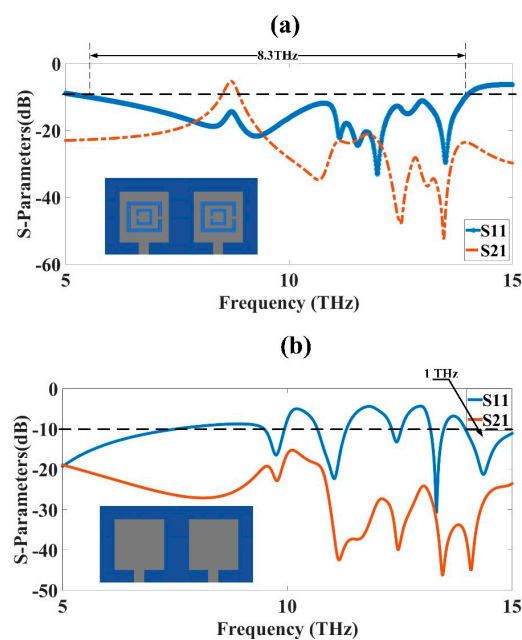 (a)
8.3THz
0
-20
-40
-60
S-Parameters(dB)
S11
S21
5
10
15
Frequency (THz)
(b)
1 THz
0
-10
-20
-30
-40
-50
S-Parameters(dB)
S11
S21
5
10
15
Frequency (THz)